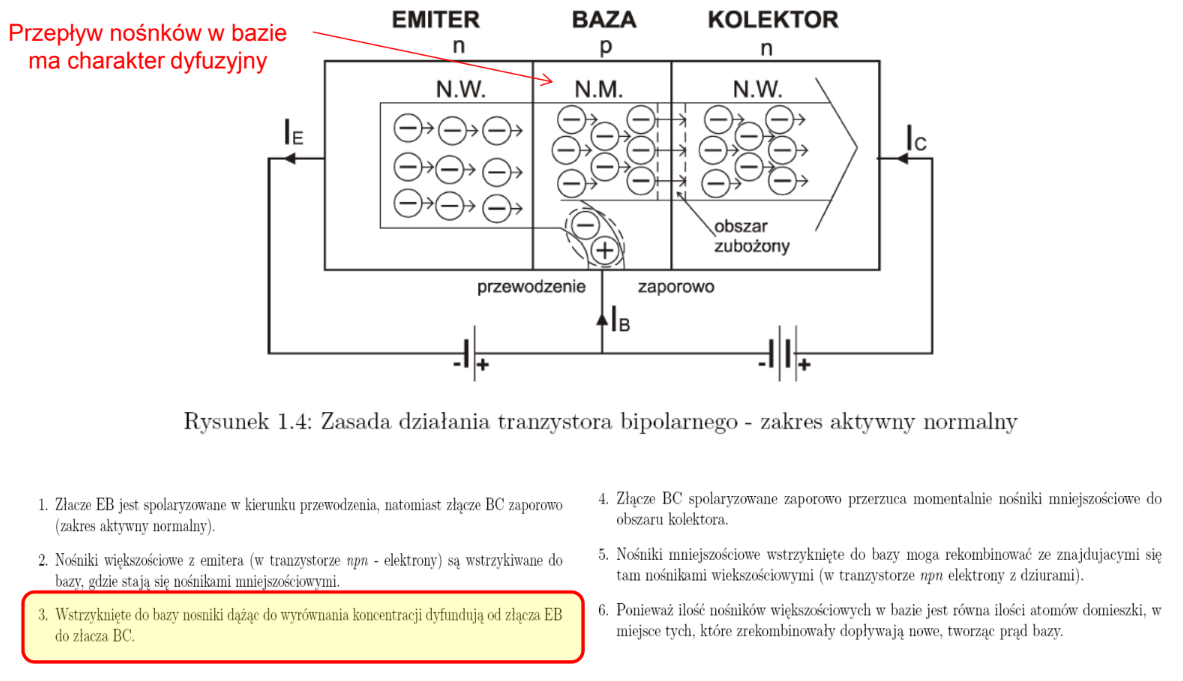 EMITER BAZA KOLEKTOR
n p n
Przepływ nośnków w bazie
ma charakter dyfuzyjny
N.W. N.M. N.W.
IE
IC
obszar
zubożony
przewodzenie zaporowo
IB
- + - +
Rysunek 1.4: Zasada działania tranzystora bipolarnego - zakres aktywny normalny
1. Złacze EB jest spolaryzowane w kierunku przewodzenia, natomiast złącze BC zaporowo
(zakres aktywny normalny).
2. Nośniki większościowe z emitera (w tranzystorze npn - elektrony) są wstrzykiwane do
bazy, gdzie stają się nośnikami mniejszościowymi.
3. Wstrzyknięte do bazy nosniki dążąc do wyrównania koncentracji dyfundują od złącza EB
do złacza BC.
4. Złącze BC spolaryzowane zaporowo przerzuca momentalnie nośniki mniejszościowe do
obszaru kolektora.
5. Nośniki mniejszościowe wstrzyknięte do bazy moga rekombinować ze znajdujacymi się
tam nośnikami wiekszościowymi (w tranzystorze npn elektrony z dziurami).
6. Ponieważ ilość nośników większościowych w bazie jest równa ilości atomów domieszki, w
miejsce tych, które zrekombinowały dopływają nowe, tworząc prąd bazy.